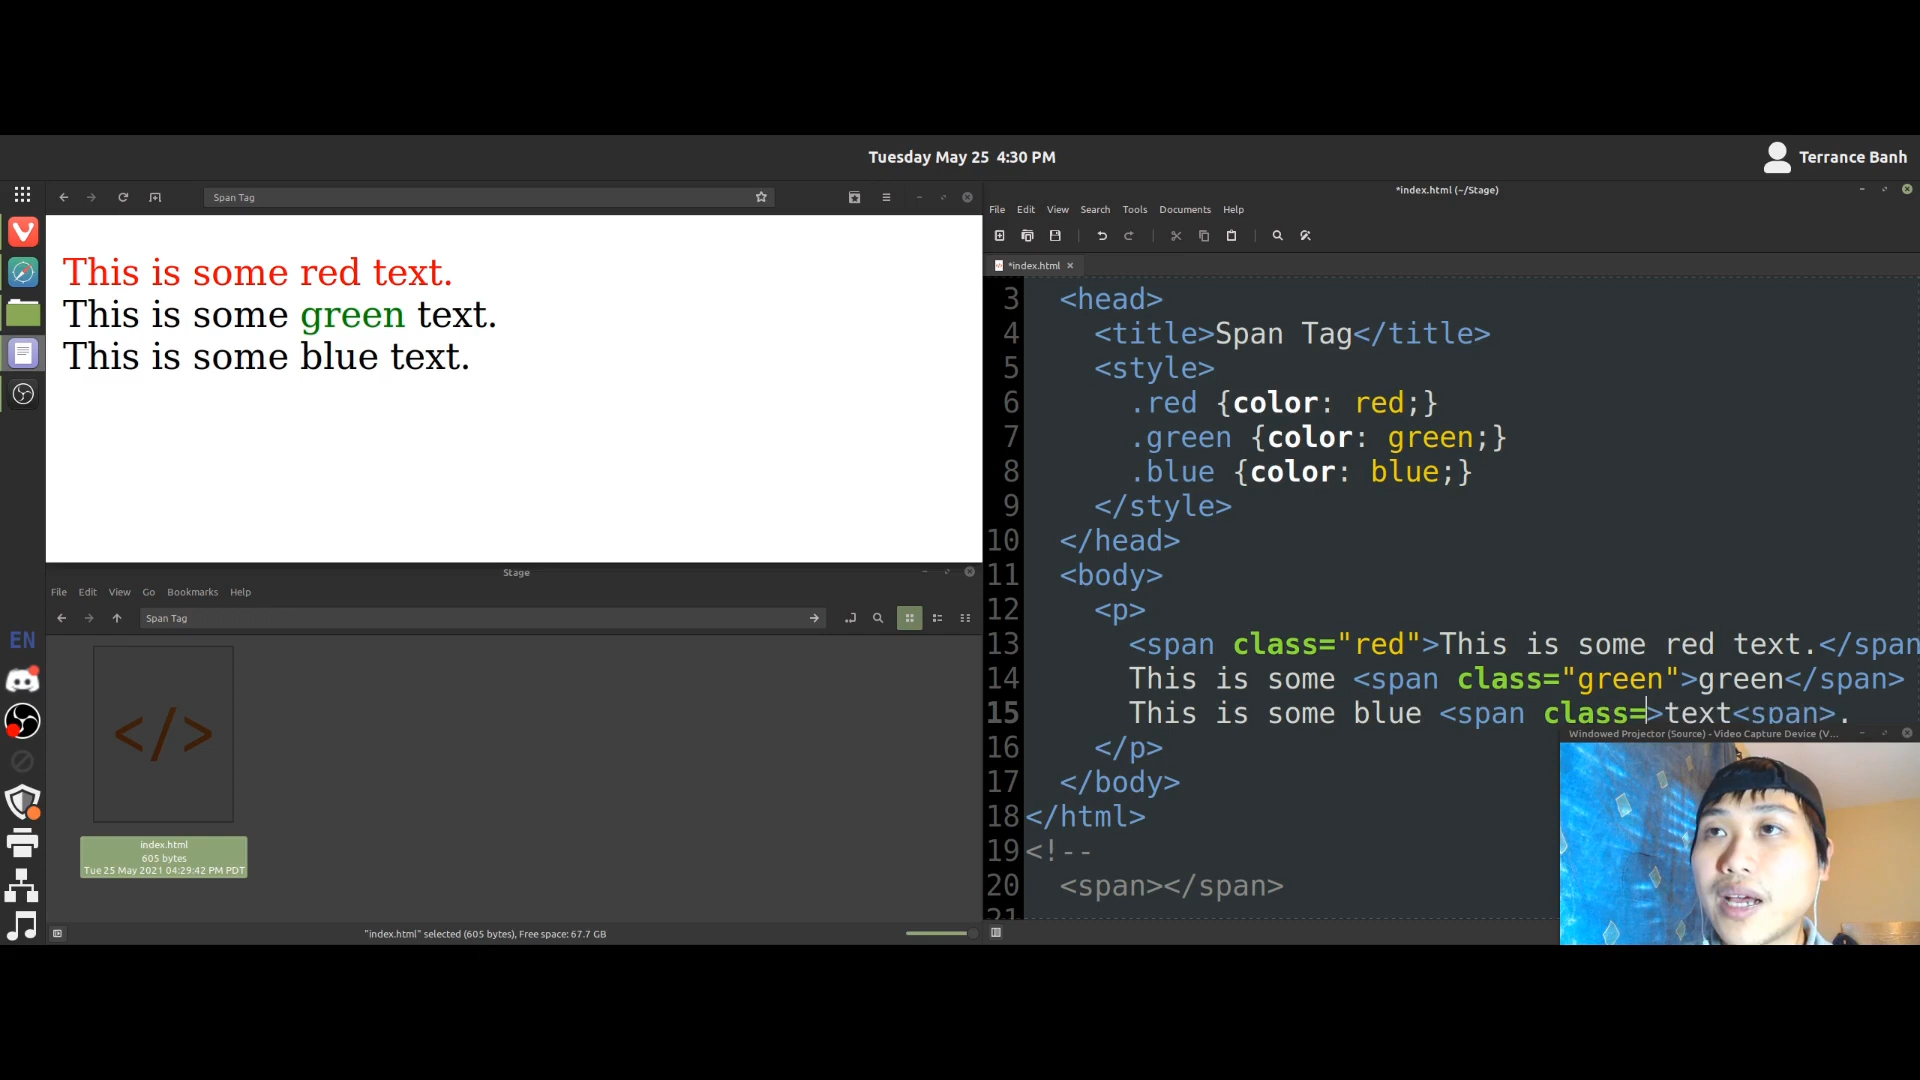 Tuesday May 25 4:30 PM
Terrance Banh
Span Tag
This is some red text.
This is some green text.
This is some blue text.
Stage
File Edit View Go Bookmarks Help
Span Tag
</>
index.html
605 bytes
Tue 25 May 2021 04:29:42 PM PDT
"index.html" selected (605 bytes), Free space: 67.7 GB
EN
*index.html (~/Stage)
File Edit View Search Tools Documents Help
*index.html
3 <head>
4 <title>Span Tag</title>
5 <style>
6 .red {color: red;}
7 .green {color: green;}
8 .blue {color: blue;}
9 </style>
10 </head>
11 <body>
12 <p>
13 <span class="red">This is some red text.</span
14 This is some <span class="green">green</span>
15 This is some blue <span class=>text<span>.
16 </p>
17 </body>
18 </html>
19 <!--
20 <span></span>
21
Windowed Projector (Source) - Video Capture Device (V...